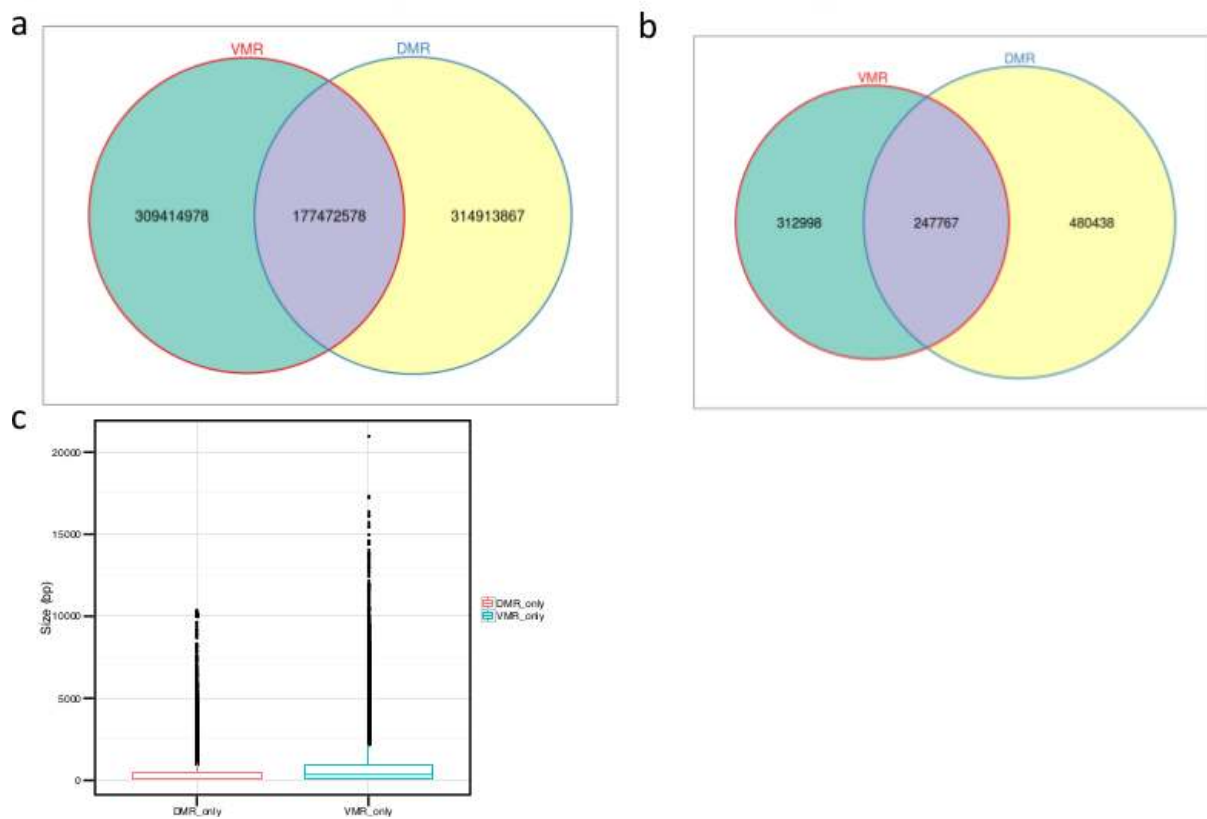 a
VMR
DMR
309414978
177472578
314913867
b
VMR
DMR
312998
247767
480438
c
Size (bp)
20000
15000
10000
5000
0
DMR_only
VMR_only
DMR_only
VMR_only